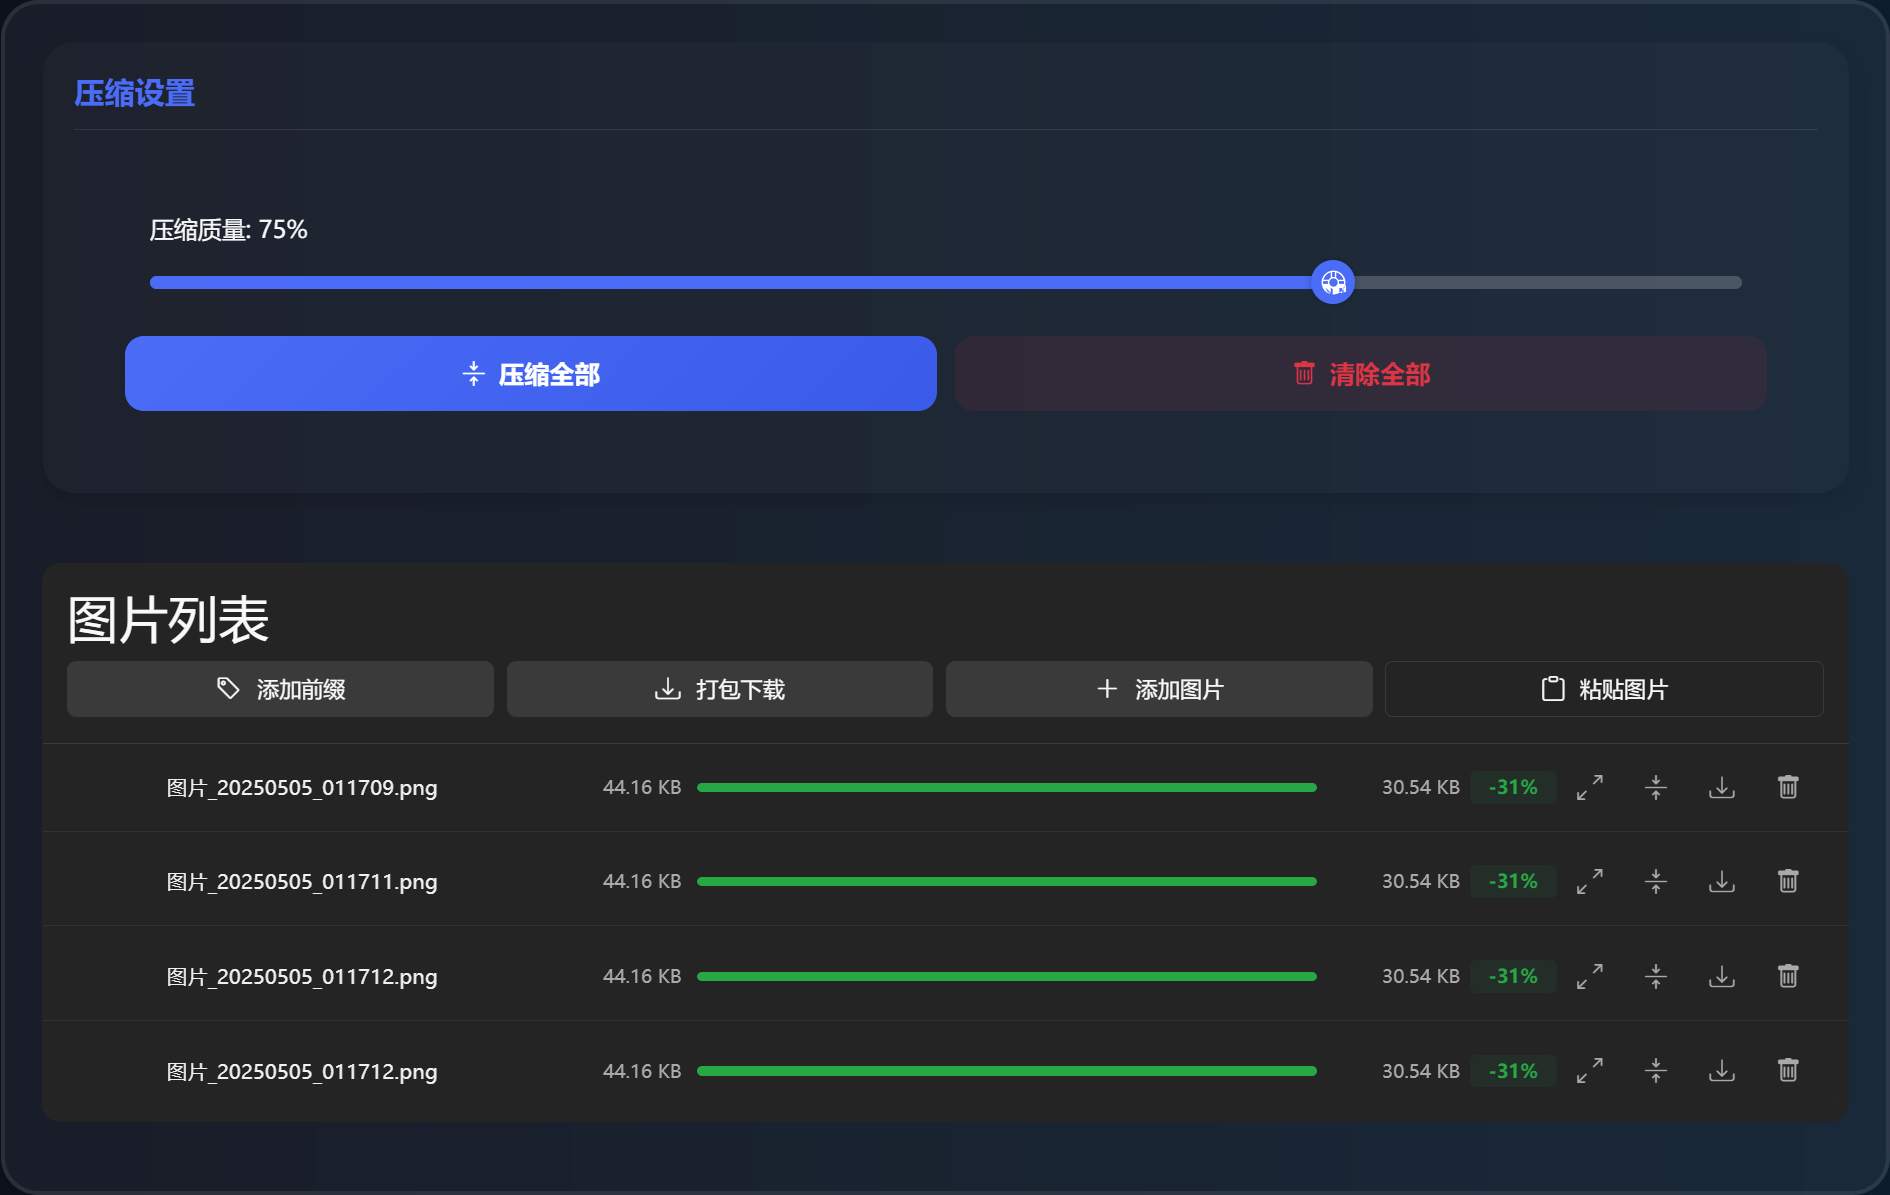 压缩设置
压缩质量: 75%
压缩全部 清除全部
图片列表
添加前缀 打包下载 添加图片 粘贴图片
图片_20250505_011709.png 44.16 KB 30.54 KB -31%
图片_20250505_011711.png 44.16 KB 30.54 KB -31%
图片_20250505_011712.png 44.16 KB 30.54 KB -31%
图片_20250505_011712.png 44.16 KB 30.54 KB -31%